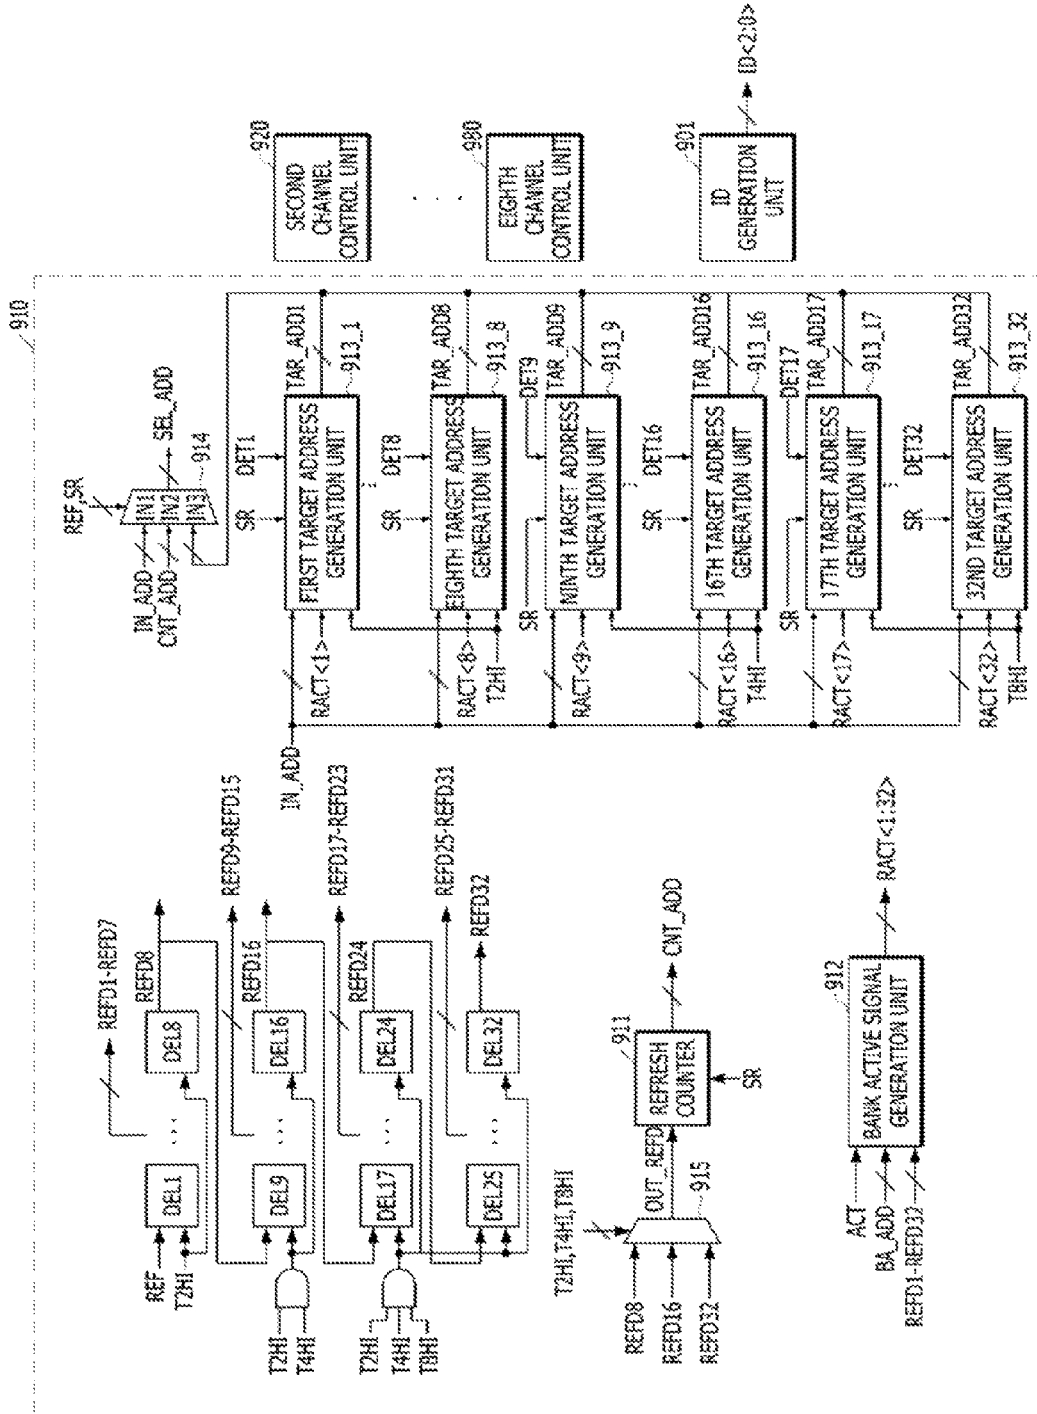 910
REF,SR
IN_ADD
CNT_ADD
IN1
IN2
IN3
SEL_ADD
914
SR
DET1
FIRST TARGET ADDRESS
GENERATION UNIT
TAR_ADD1
913_1
RACT<1>
SR
DET8
EIGHTH TARGET ADDRESS
GENERATION UNIT
TAR_ADD8
913_8
RACT<8>
T2HI
SR
DET9
NINTH TARGET ADDRESS
GENERATION UNIT
TAR_ADD9
913_9
RACT<9>
SR
DET16
16TH TARGET ADDRESS
GENERATION UNIT
TAR_ADD16
913_16
RACT<16>
T4HI
SR
DET17
17TH TARGET ADDRESS
GENERATION UNIT
TAR_ADD17
913_17
RACT<17>
SR
DET32
32ND TARGET ADDRESS
GENERATION UNIT
TAR_ADD32
913_32
RACT<32>
T8HI
IN_ADD
SECOND
CHANNEL
CONTROL UNIT
920
EIGHTH
CHANNEL
CONTROL UNIT
980
ID
GENERATION
UNIT
901
ID<2:0>
REF
T2HI
DEL1
DEL8
REFD8
REFD1-REFD7
T2HI
T4HI
DEL9
DEL16
REFD16
REFD9-REFD15
T2HI
T4HI
T8HI
DEL17
DEL24
REFD24
REFD17-REFD23
DEL25
DEL32
REFD32
REFD25-REFD31
T2HI,T4HI,T8HI
REFD8
REFD16
REFD32
OUT_REFD
915
REFRESH
COUNTER
911
SR
CNT_ADD
ACT
BA_ADD
REFD1-REFD32
BANK ACTIVE SIGNAL
GENERATION UNIT
912
RACT<1:32>